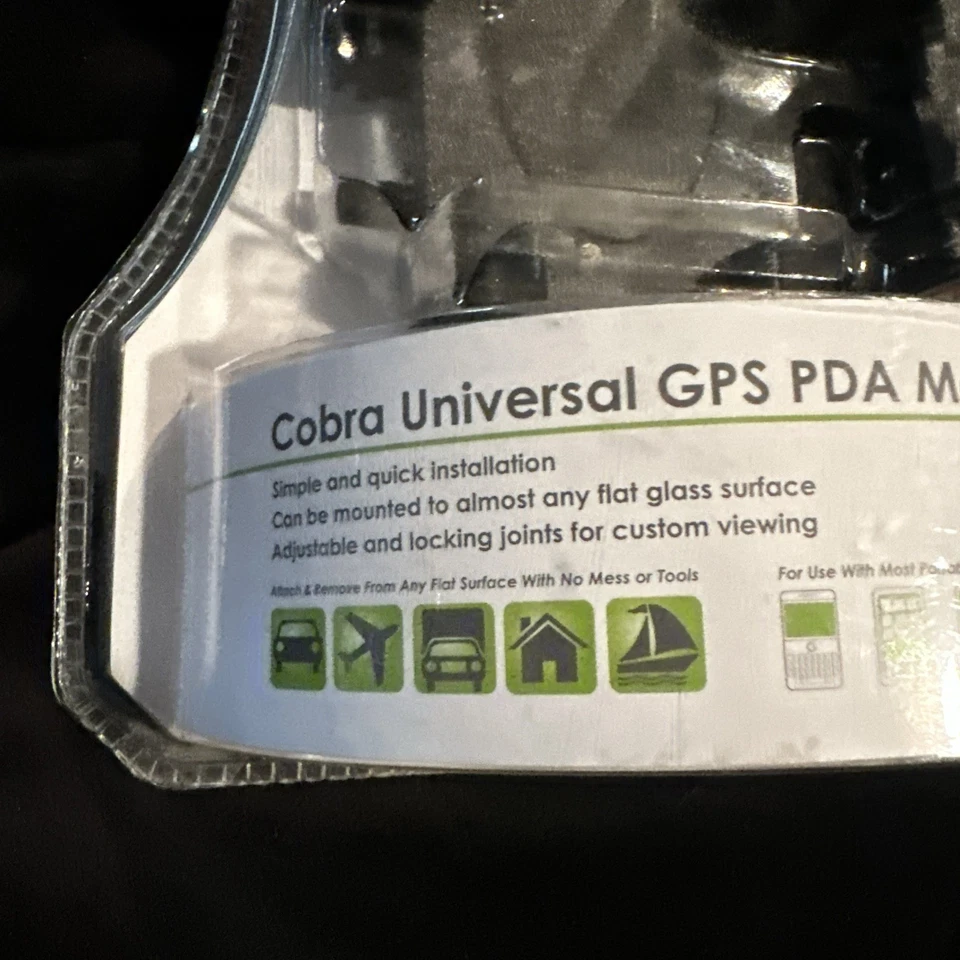 Cobra Universal GPS PDA M
Simple and quick installation
Can be mounted to almost any flat glass surface
Adjustable and locking joints for custom viewing
Attach & Remove From Any Flat Surface With No Mess or Tools
For Use With Most